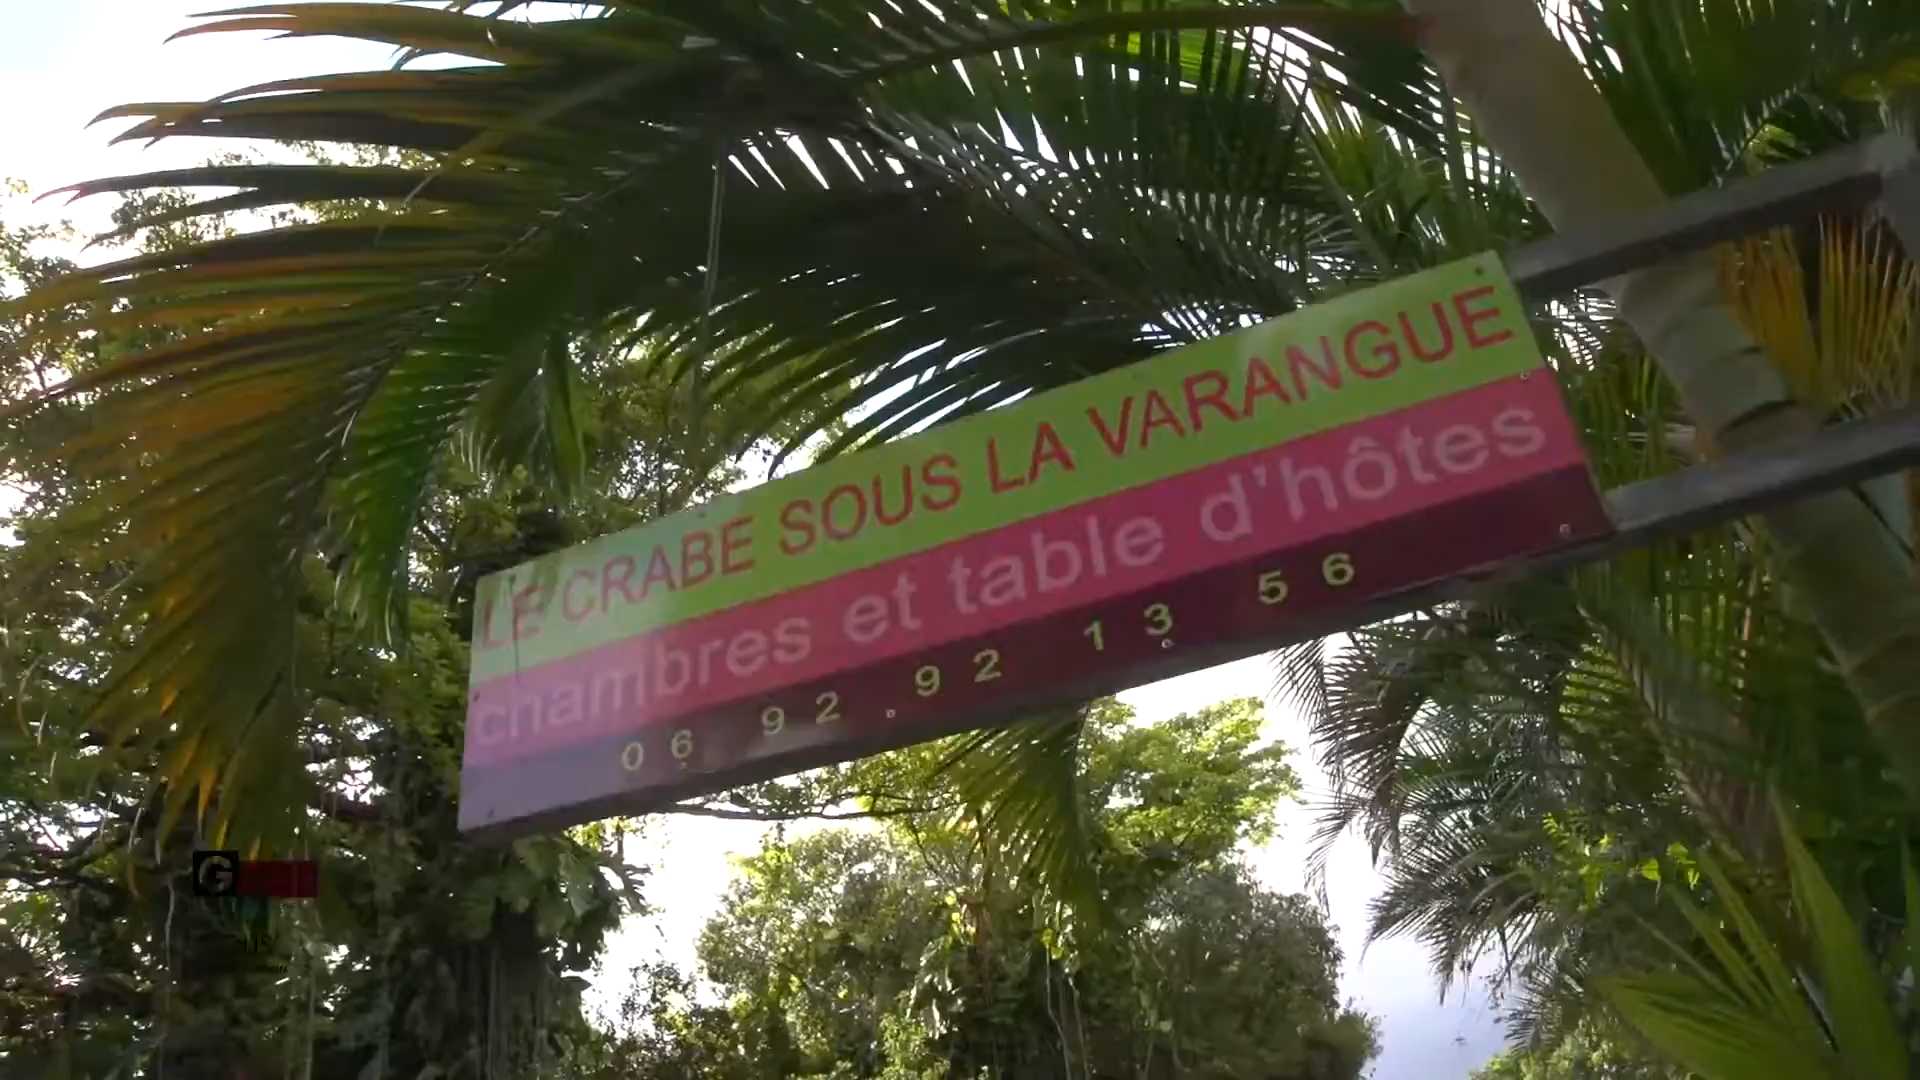 LE CRABE SOUS LA VARANGUE
chambres et table d'hôtes
06 92 92 13 56
G